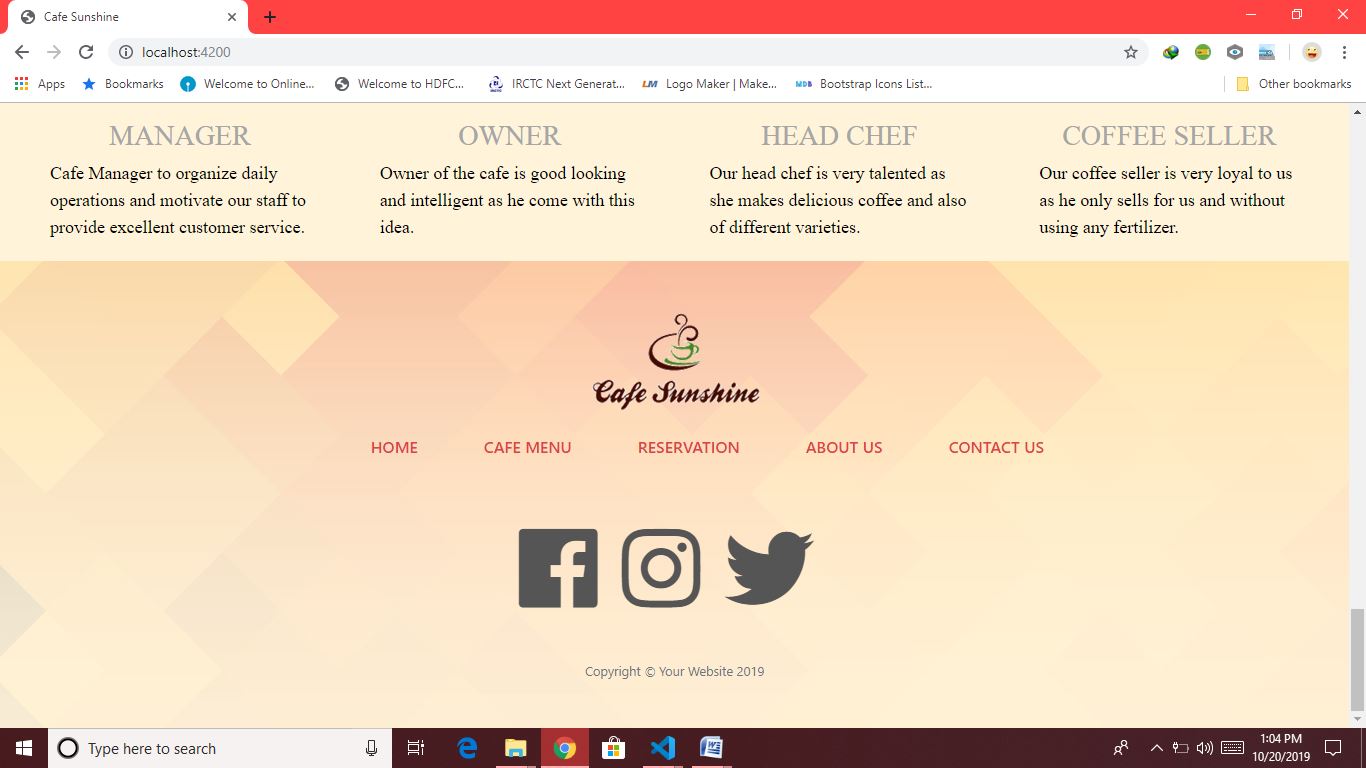 Cafe Sunshine
localhost:4200
Apps
Bookmarks
Welcome to Online...
Welcome to HDFC...
IRCTC Next Generat...
LM Logo Maker | Make...
MDB Bootstrap Icons List...
Other bookmarks
MANAGER
Cafe Manager to organize daily
operations and motivate our staff to
provide excellent customer service.
OWNER
Owner of the cafe is good looking
and intelligent as he come with this
idea.
HEAD CHEF
Our head chef is very talented as
she makes delicious coffee and also
of different varieties.
COFFEE SELLER
Our coffee seller is very loyal to us
as he only sells for us and without
using any fertilizer.
Cafe Sunshine
HOME CAFE MENU RESERVATION ABOUT US CONTACT US
Copyright © Your Website 2019
Type here to search
1:04 PM
10/20/2019